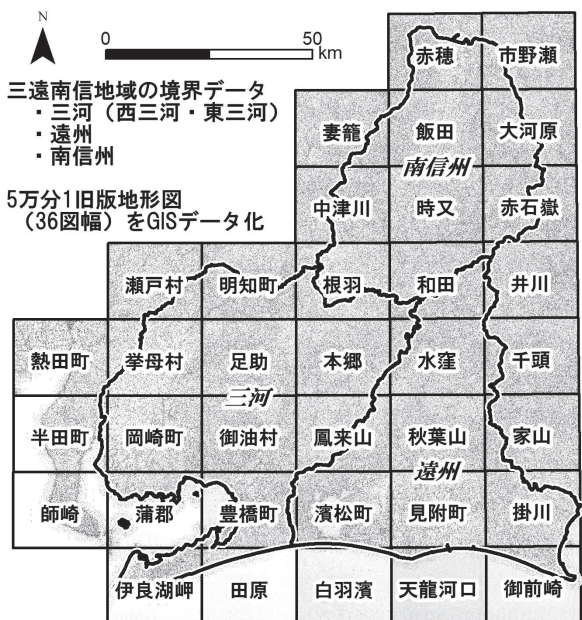 N
0 50
km
三遠南信地域の境界データ
・三河（西三河・東三河）
・遠州
・南信州
5万分1旧版地形図
（36図幅）をGISデータ化
赤穂 市野瀬
妻籠 飯田 大河原
南信州
中津川 時又 赤石嶽
瀬戸村 明知町 根羽 和田 井川
熱田町 挙母村 足助 本郷 水窪 千頭
三河
半田町 岡崎町 御油村 鳳来山 秋葉山 家山
遠州
師崎 蒲郡 豊橋町 濱松町 見附町 掛川
伊良湖岬 田原 白羽濱 天龍河口 御前崎